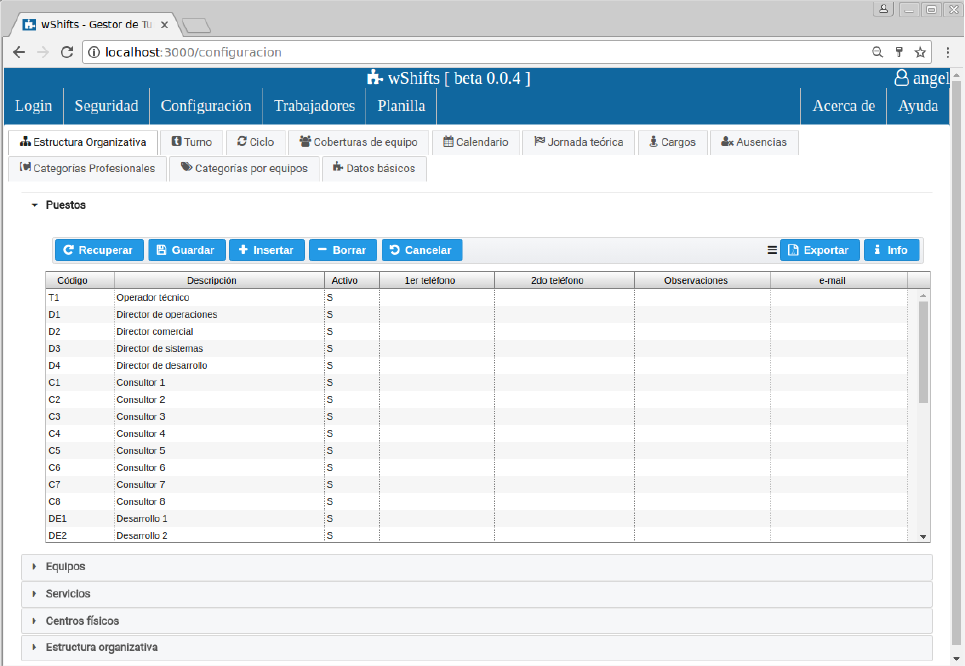 wShifts - Gestor de Tu
localhost:3000/configuracion
wShifts [ beta 0.0.4 ]
angel
Login Seguridad Configuración Trabajadores Planilla Acerca de Ayuda
Estructura Organizativa Turno Ciclo Coberturas de equipo Calendario Jornada teórica Cargos Ausencias
Categorías Profesionales Categorías por equipos Datos básicos
Puestos
Recuperar Guardar Insertar Borrar Cancelar Exportar Info
Código Descripción Activo 1er teléfono 2do teléfono Observaciones e-mail
T1 Operador técnico S
D1 Director de operaciones S
D2 Director comercial S
D3 Director de sistemas S
D4 Director de desarrollo S
C1 Consultor 1 S
C2 Consultor 2 S
C3 Consultor 3 S
C4 Consultor 4 S
C5 Consultor 5 S
C6 Consultor 6 S
C7 Consultor 7 S
C8 Consultor 8 S
DE1 Desarrollo 1 S
DE2 Desarrollo 2 S
Equipos
Servicios
Centros físicos
Estructura organizativa